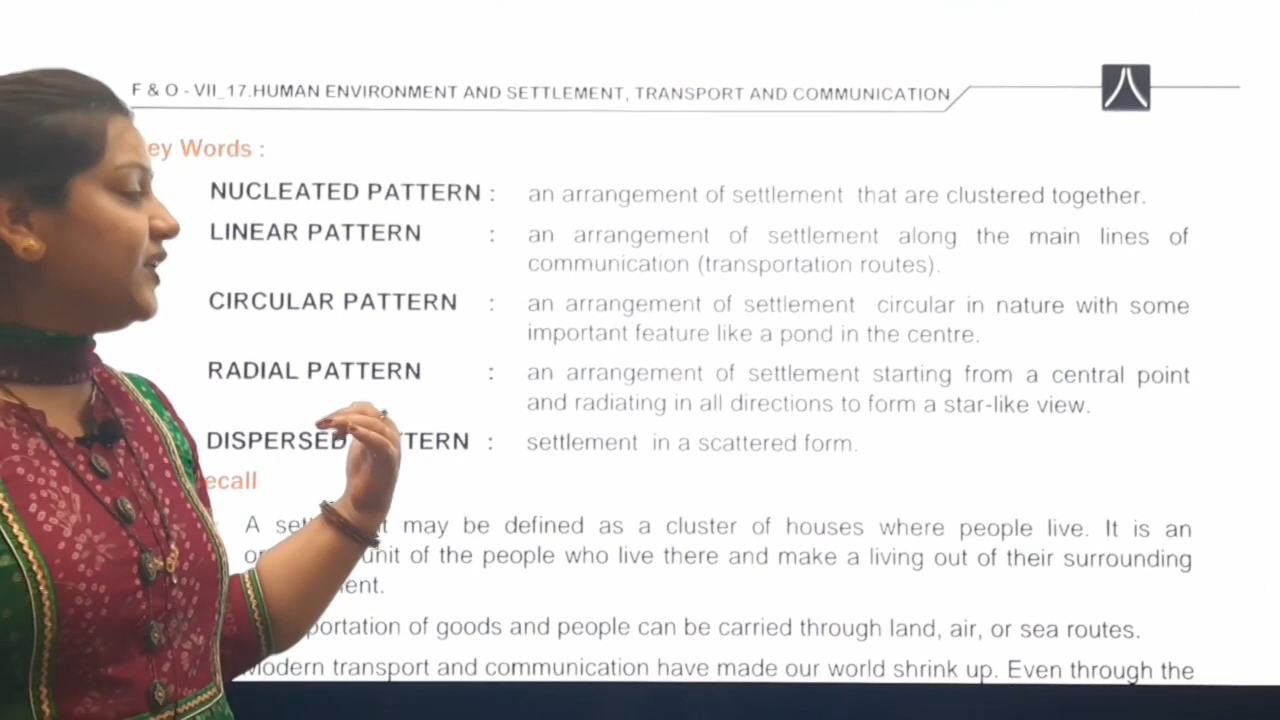 F & O - VII_17.HUMAN ENVIRONMENT AND SETTLEMENT, TRANSPORT AND COMMUNICATION
ey Words :
NUCLEATED PATTERN : an arrangement of settlement that are clustered together.
LINEAR PATTERN : an arrangement of settlement along the main lines of
communication (transportation routes).
CIRCULAR PATTERN : an arrangement of settlement circular in nature with some
important feature like a pond in the centre.
RADIAL PATTERN : an arrangement of settlement starting from a central point
and radiating in all directions to form a star-like view.
DISPERSED TTERN : settlement in a scattered form.
ecall
A set t may be defined as a cluster of houses where people live. It is an
unit of the people who live there and make a living out of their surrounding
ent.
portation of goods and people can be carried through land, air, or sea routes.
Modern transport and communication have made our world shrink up. Even through the